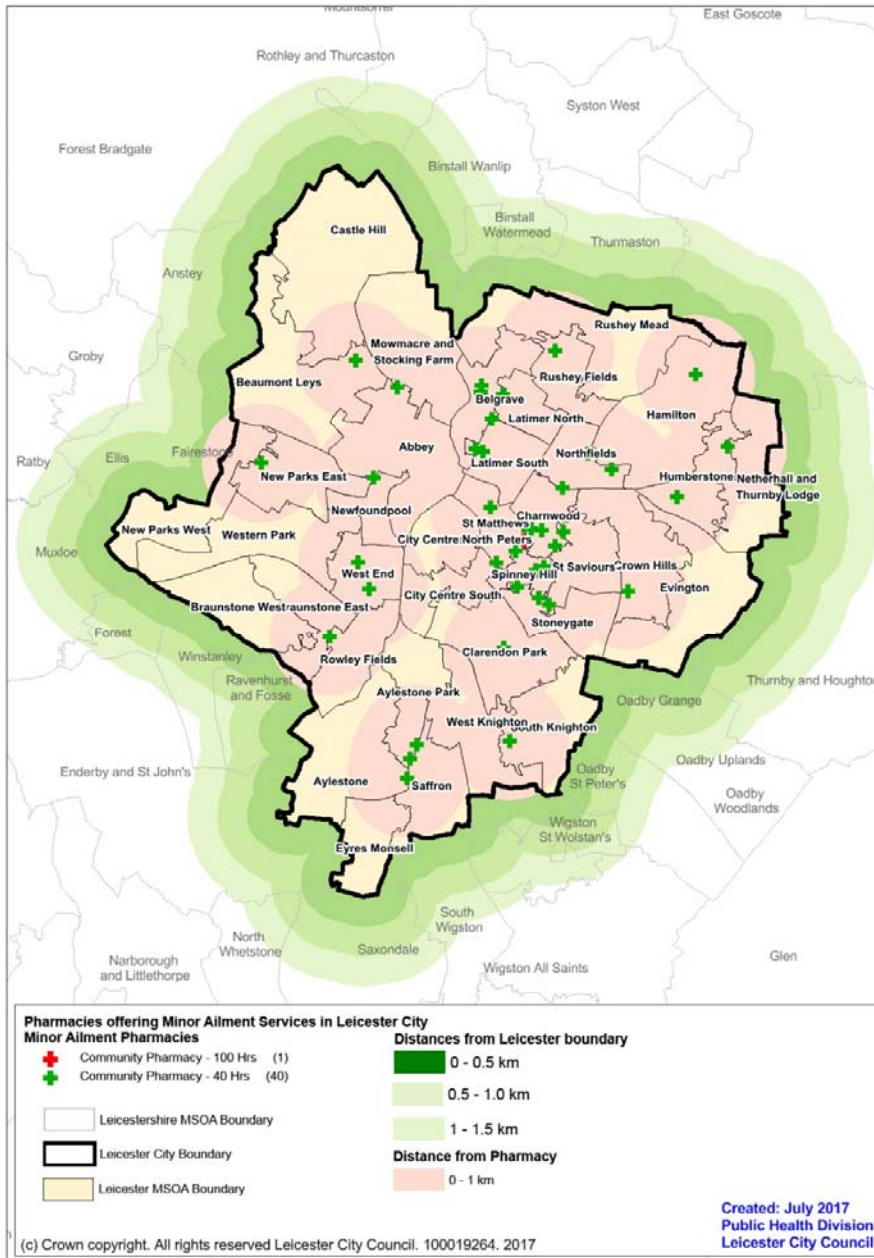 Mountsorrel
East Goscote
Rothley and Thurcaston
Syston West
Forest Bradgate
Birstall Wanlip
Castle Hill
Birstall
Watermead
Thurmaston
Anstey
Rushey Mead
Mowmacre and
Stocking Farm
Groby
Beaumont Leys
Rushey Fields
Belgrave
Hamilton
Latimer North
Abbey
Fairestone
Ellis
Ratby
Northfields
Latimer South
New Parks East
Humberstone
Netherhall and
Thurnby Lodge
Newfoundpool
New Parks West
St Matthews
Charnwood
Western Park
City Centre North
Peters
Muxloe
West End
Spinney Hill
St Saviours
Crown Hills
Evington
Braunstone West
raunstone East
City Centre South
Stoneygate
Forest
Winstanley
Rowley Fields
Clarendon Park
Ravenhurst
and Fosse
Thurnby and Houghton
Aylestone Park
Oadby Grange
West Knighton
South Knighton
Enderby and St John's
Oadby Uplands
Oadby
St Peter's
Aylestone
Saffron
Oadby
Woodlands
Wigston
St Wolstan's
Eyres Monsell
South
Wigston
North
Whetstone
Saxondale
Glen
Narborough
and Littlethorpe
Wigston All Saints
Pharmacies offering Minor Ailment Services in Leicester City
Minor Ailment Pharmacies
Community Pharmacy - 100 Hrs (1)
Community Pharmacy - 40 Hrs (40)
Leicestershire MSOA Boundary
Leicester City Boundary
Leicester MSOA Boundary
Distances from Leicester boundary
0 - 0.5 km
0.5 - 1.0 km
1 - 1.5 km
Distance from Pharmacy
0 - 1 km
Created: July 2017
Public Health Division
Leicester City Council
(c) Crown copyright. All rights reserved Leicester City Council. 100019264. 2017